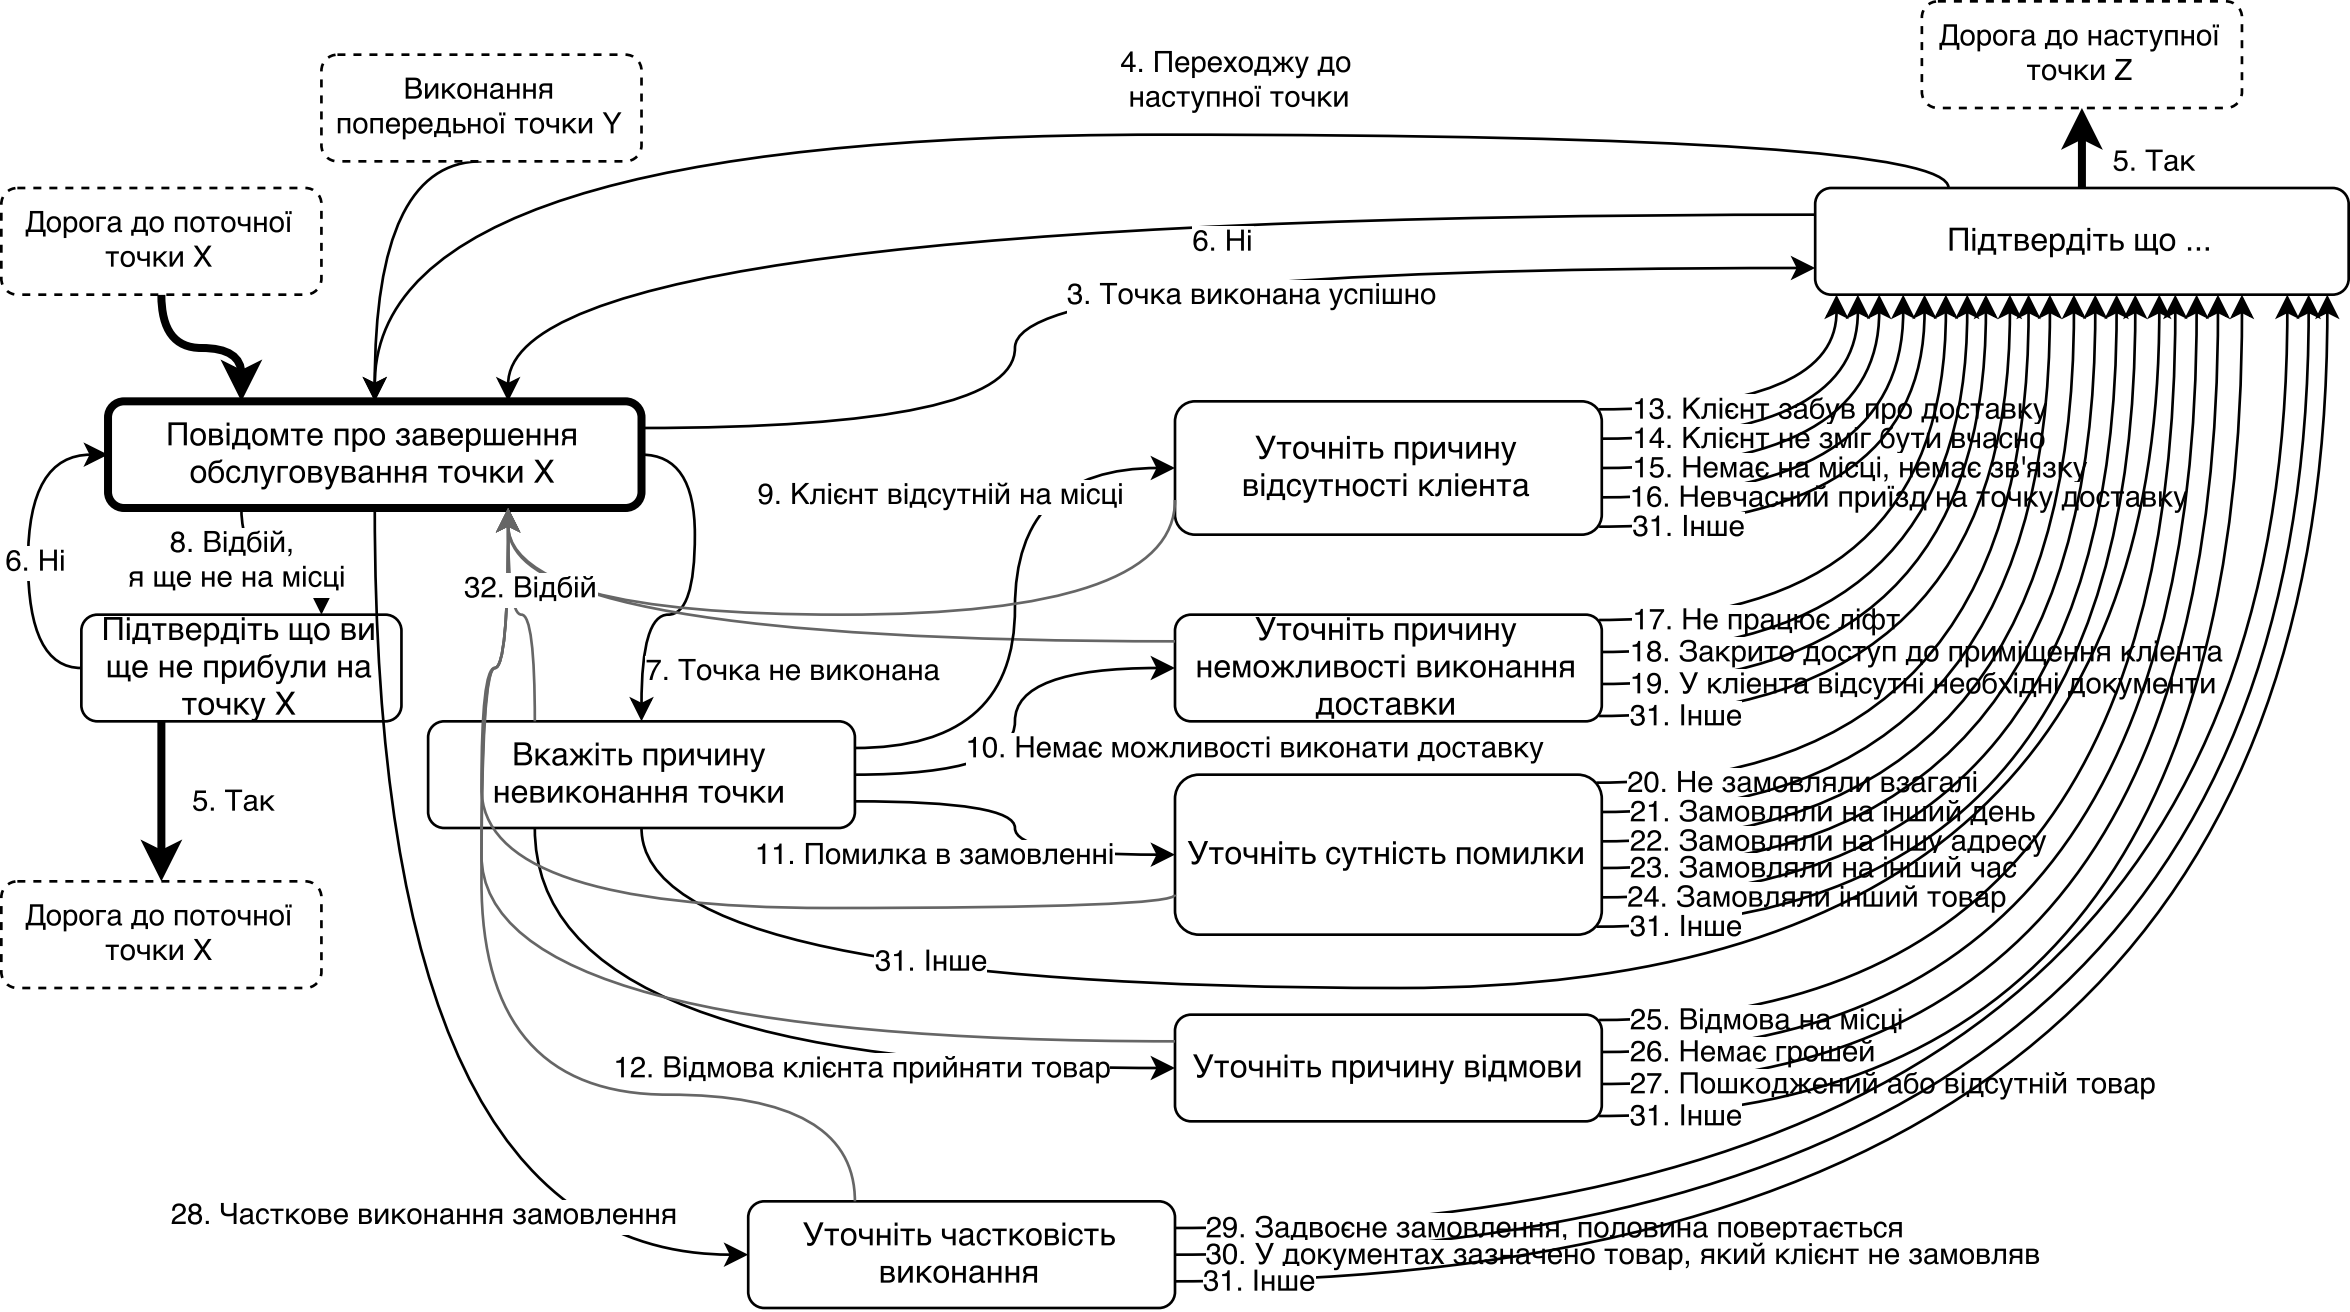 Дорога до наступної
точки Z
4. Переходжу до
наступної точки
Виконання
попередньої точки Y
5. Так
Дорога до поточної
точки X
Підтвердіть що ...
6. Ні
3. Точка виконана успішно
Повідомте про завершення
обслуговування точки X
13. Клієнт забув про доставку
14. Клієнт не зміг бути вчасно
15. Немає на місці, немає зв'язку
16. Невчасний приїзд на точку доставку
31. Інше
Уточніть причину
відсутності кліента
9. Клієнт відсутній на місці
8. Відбій,
я ще не на місці
6. Ні
32. Відбій
Підтвердіть що ви
ще не прибули на
точку X
7. Точка не виконана
Уточніть причину
неможливості виконання
доставки
17. Не працює ліфт
18. Закрито доступ до приміщення кліента
19. У кліента відсутні необхідні документи
31. Інше
10. Немає можливості виконати доставку
Вкажіть причину
невиконання точки
5. Так
11. Помилка в замовленні
Уточніть сутність помилки
20. Не замовляли взагалі
21. Замовляли на інший день
22. Замовляли на іншу адресу
23. Замовляли на інший час
24. Замовляли інший товар
31. Інше
Дорога до поточної
точки X
31. Інше
25. Відмова на місці
26. Немає грошей
27. Пошкоджений або відсутній товар
31. Інше
Уточніть причину відмови
12. Відмова клієнта прийняти товар
28. Часткове виконання замовлення
Уточніть частковість
виконання
29. Задвоєне замовлення, половина повертається
30. У документах зазначено товар, який клієнт не замовляв
31. Інше